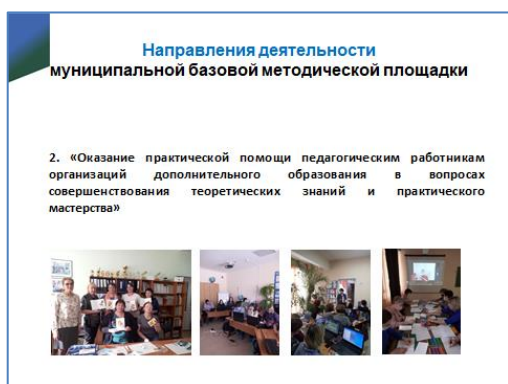 Направления деятельности
муниципальной базовой методической площадки
2. «Оказание практической помощи педагогическим работникам
организаций дополнительного образования в вопросах
совершенствования теоретических знаний и практического
мастерства»